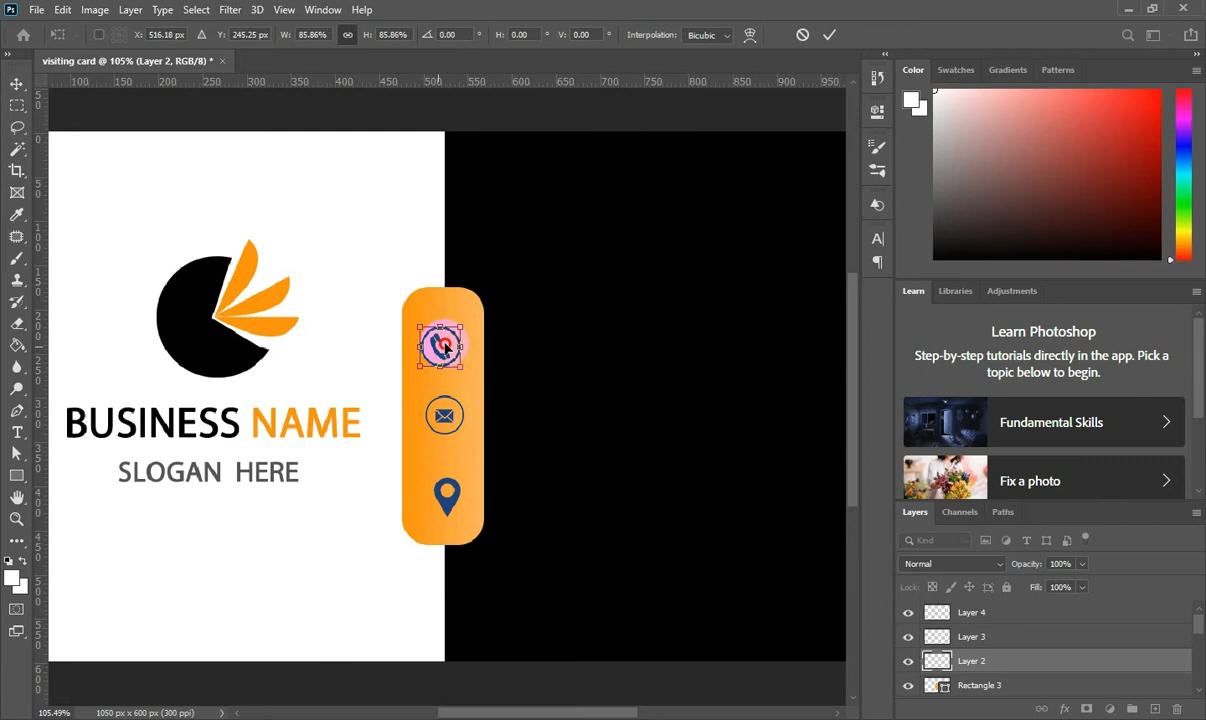 Ps File Edit Image Layer Type Select Filter 3D View Window Help
X: 516.18 px Y: 245.25 px W: 85.86% H: 85.86% 0.00 ° H: 0.00 ° V: 0.00 ° Interpolation: Bicubic
visiting card @ 105% (Layer 2, RGB/8) * ×
100 150 200 250 300 350 400 450 500 550 600 650 700 750 800 850 900 950
Color Swatches Gradients Patterns
BUSINESS NAME
SLOGAN HERE
Learn Libraries Adjustments
Learn Photoshop
Step-by-step tutorials directly in the app. Pick a
topic below to begin.
Fundamental Skills
Fix a photo
Layers Channels Paths
Kind
Normal Opacity: 100%
Lock: Fill: 100%
Layer 4
Layer 3
Layer 2
Rectangle 3
105.49% 1050 px x 600 px (300 ppi)